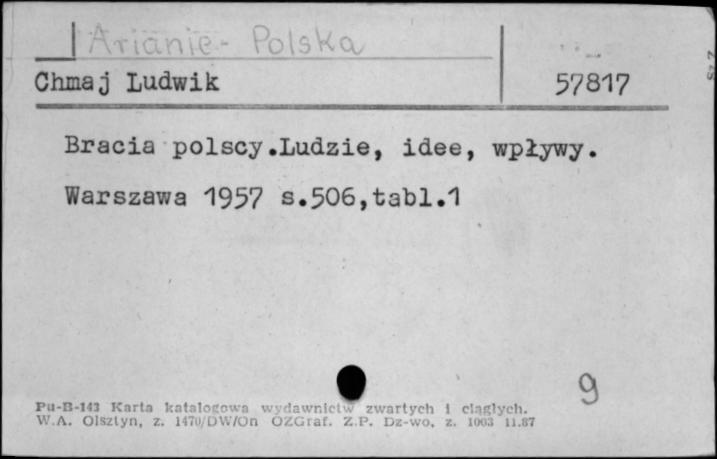 Arianie - Polska
Chmaj Ludwik 57817
Bracia polscy.Ludzie, idee, wpływy.
Warszawa 1957 s.506,tabl.1
9
Pu-B-143 Karta katalogowa wydawnictw zwartych i ciągłych.
W.A. Olsztyn, z. 1470/DW/On OZGraf. Z.P. Dz-wo, z. 1003 11.87